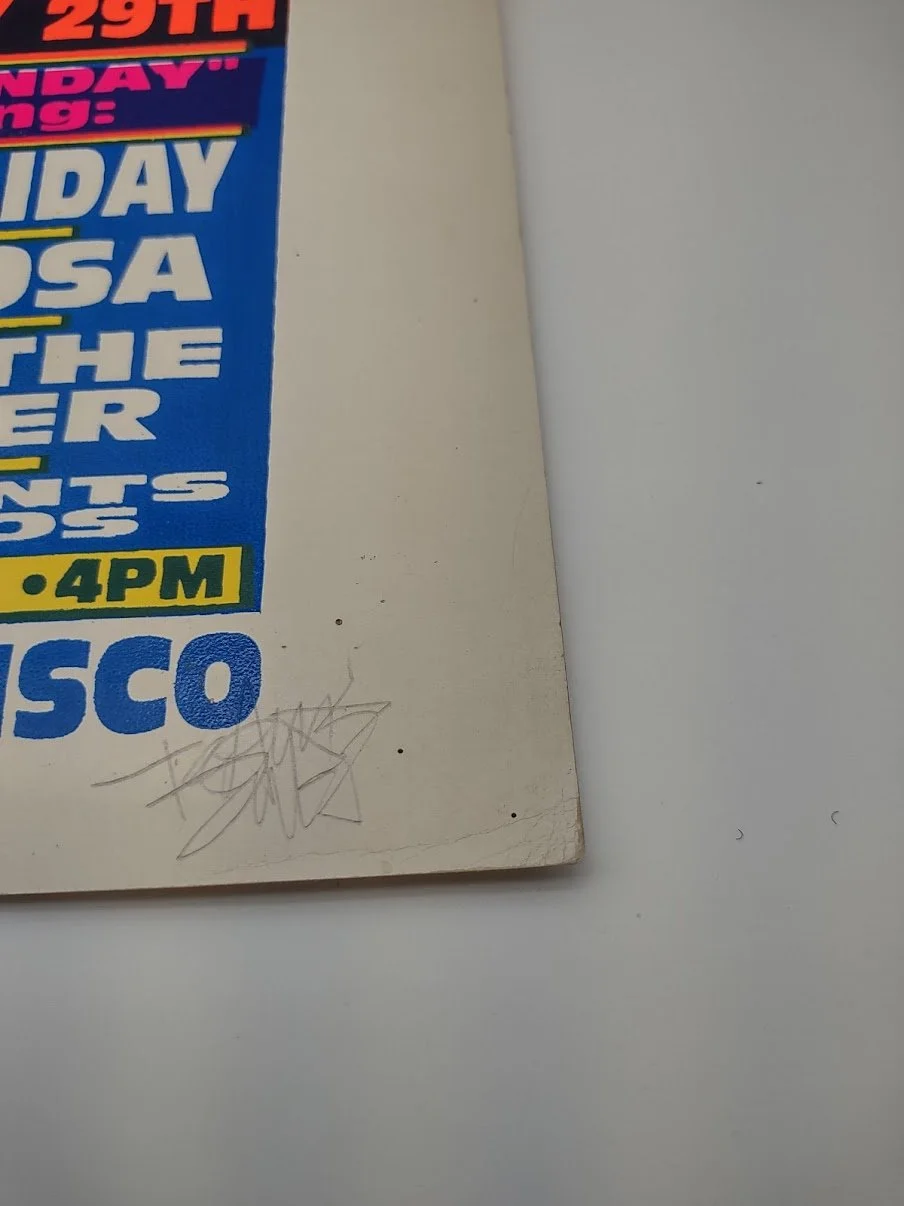 Y 29TH
NDAY"
ng:
IDAY
OSA
THE
ER
NTS
OS
•4PM
ISCO